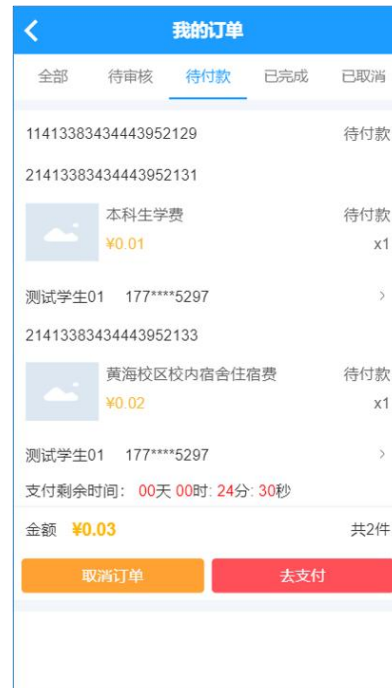 我的订单
全部 待审核 待付款 已完成 已取消
11413383434443952129 待付款
21413383434443952131
本科生学费 待付款
¥0.01 x1
测试学生01 177****5297 >
21413383434443952133
黄海校区校内宿舍住宿费 待付款
¥0.02 x1
测试学生01 177****5297 >
支付剩余时间: 00天 00时: 24分: 30秒
金额 ¥0.03 共2件
取消订单 去支付